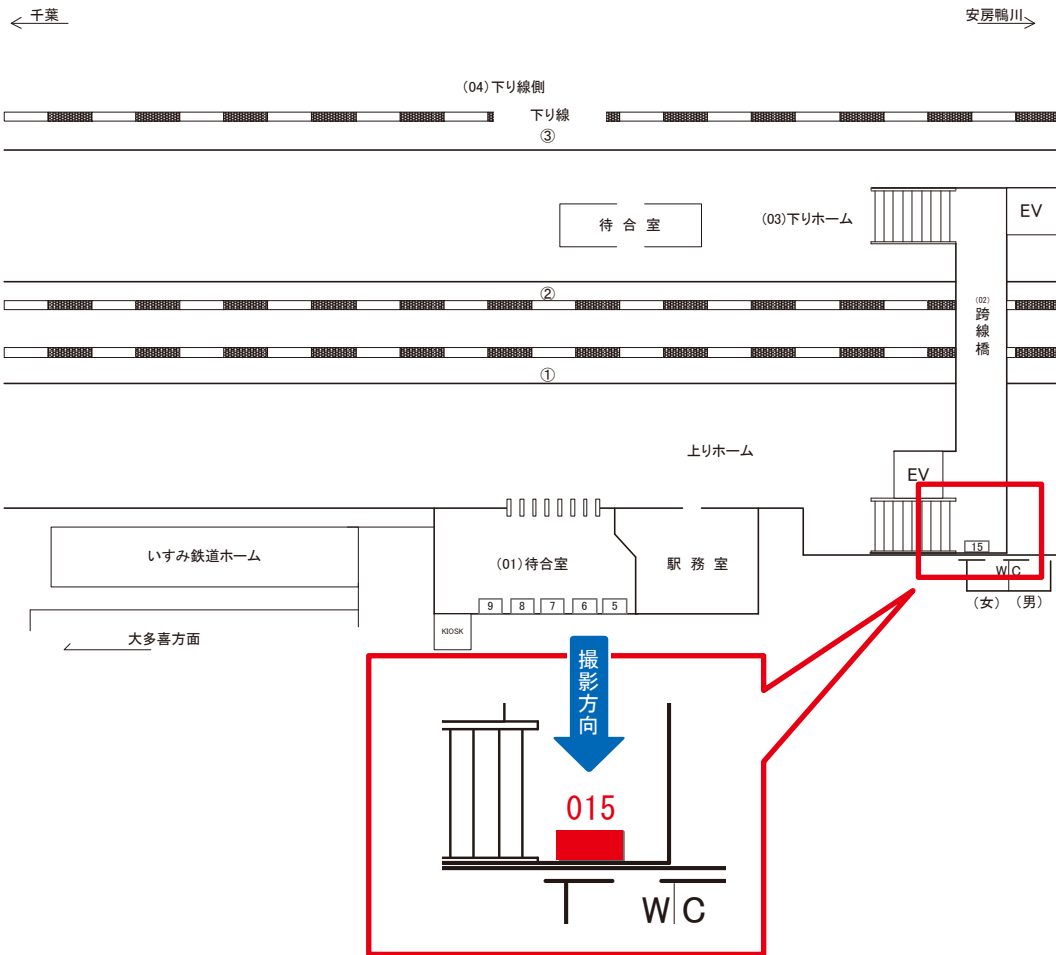 千葉
安房鴨川
(04)下り線側
下り線
③
待合室
(03)下りホーム
EV
②
(02)
跨線橋
①
上りホーム
EV
いすみ鉄道ホーム
(01)待合室
駅務室
15
WC
(女) (男)
9 8 7 6 5
KIOSK
大多喜方面
撮影方向
015
WC